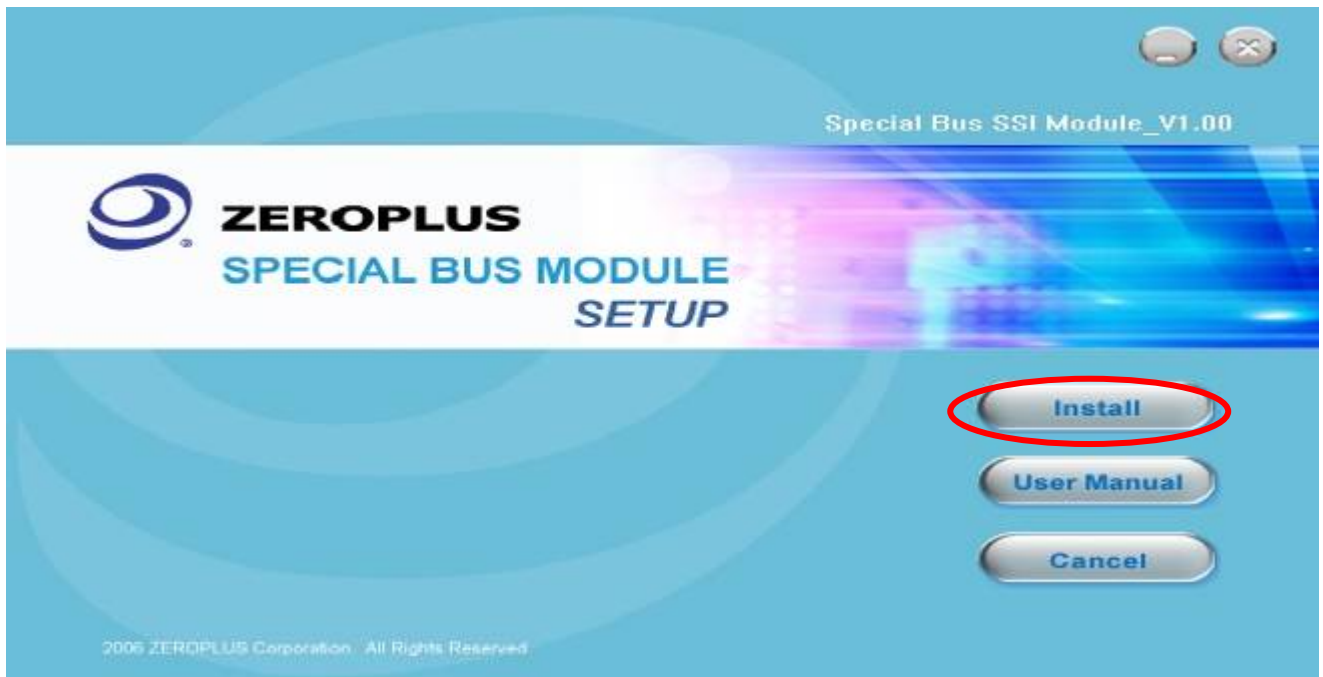 Special Bus SSI Module_V1.00
ZEROPLUS
®
SPECIAL BUS MODULE
SETUP
Install
User Manual
Cancel
2006 ZEROPLUS Corporation. All Rights Reserved